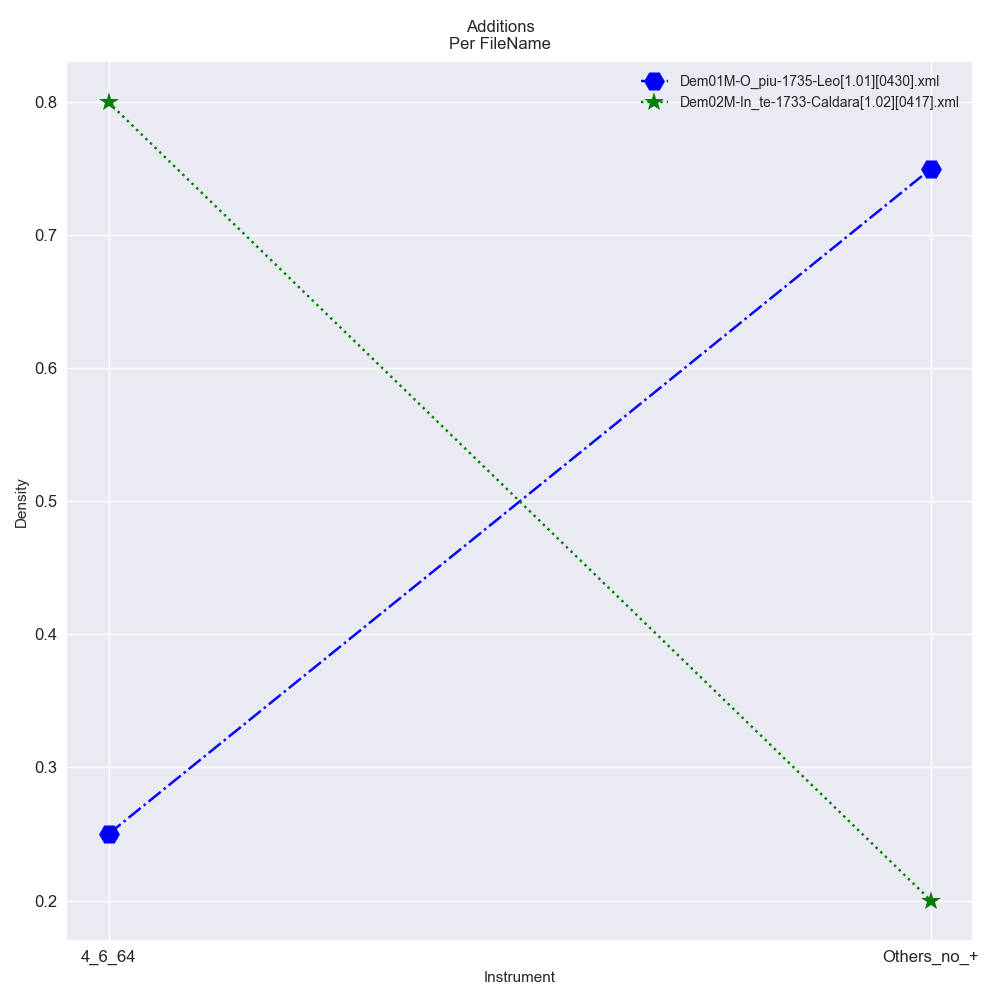 Additions
Per FileName
Dem01M-O_piu-1735-Leo[1.01][0430].xml
Dem02M-In_te-1733-Caldara[1.02][0417].xml
0.8
0.7
0.6
0.5
0.4
0.3
0.2
Density
4_6_64
Others_no_+
Instrument